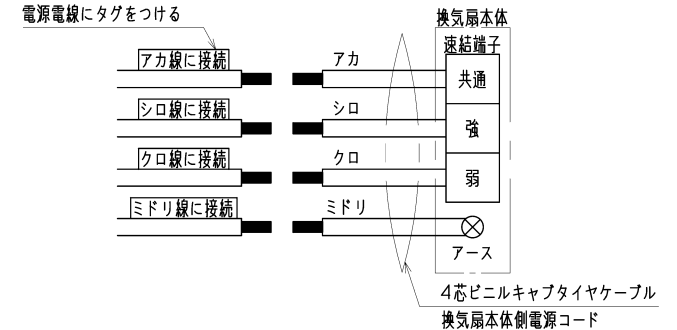 電源電線にタグをつける
換気扇本体
速結端子
アカ線に接続
アカ
共通
シロ線に接続
シロ
強
クロ線に接続
クロ
弱
ミドリ線に接続
ミドリ
アース
4芯ビニルキャブタイヤケーブル
換気扇本体側電源コード